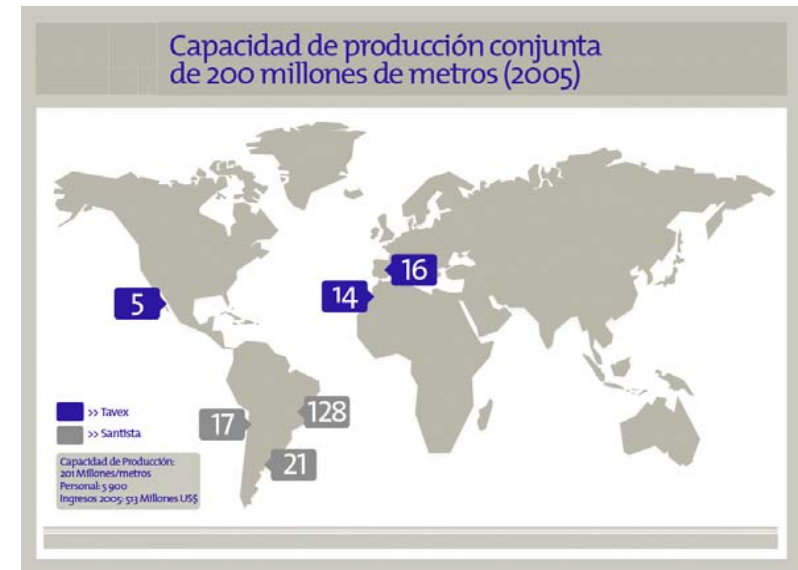 Capacidad de producción conjunta
de 200 millones de metros (2005)
5
14
16
17
128
21
>> Tavex
>> Santista
Capacidad de Producción:
201 Millones/metros
Personal: 5 900
Ingresos 2005: 513 Millones US$